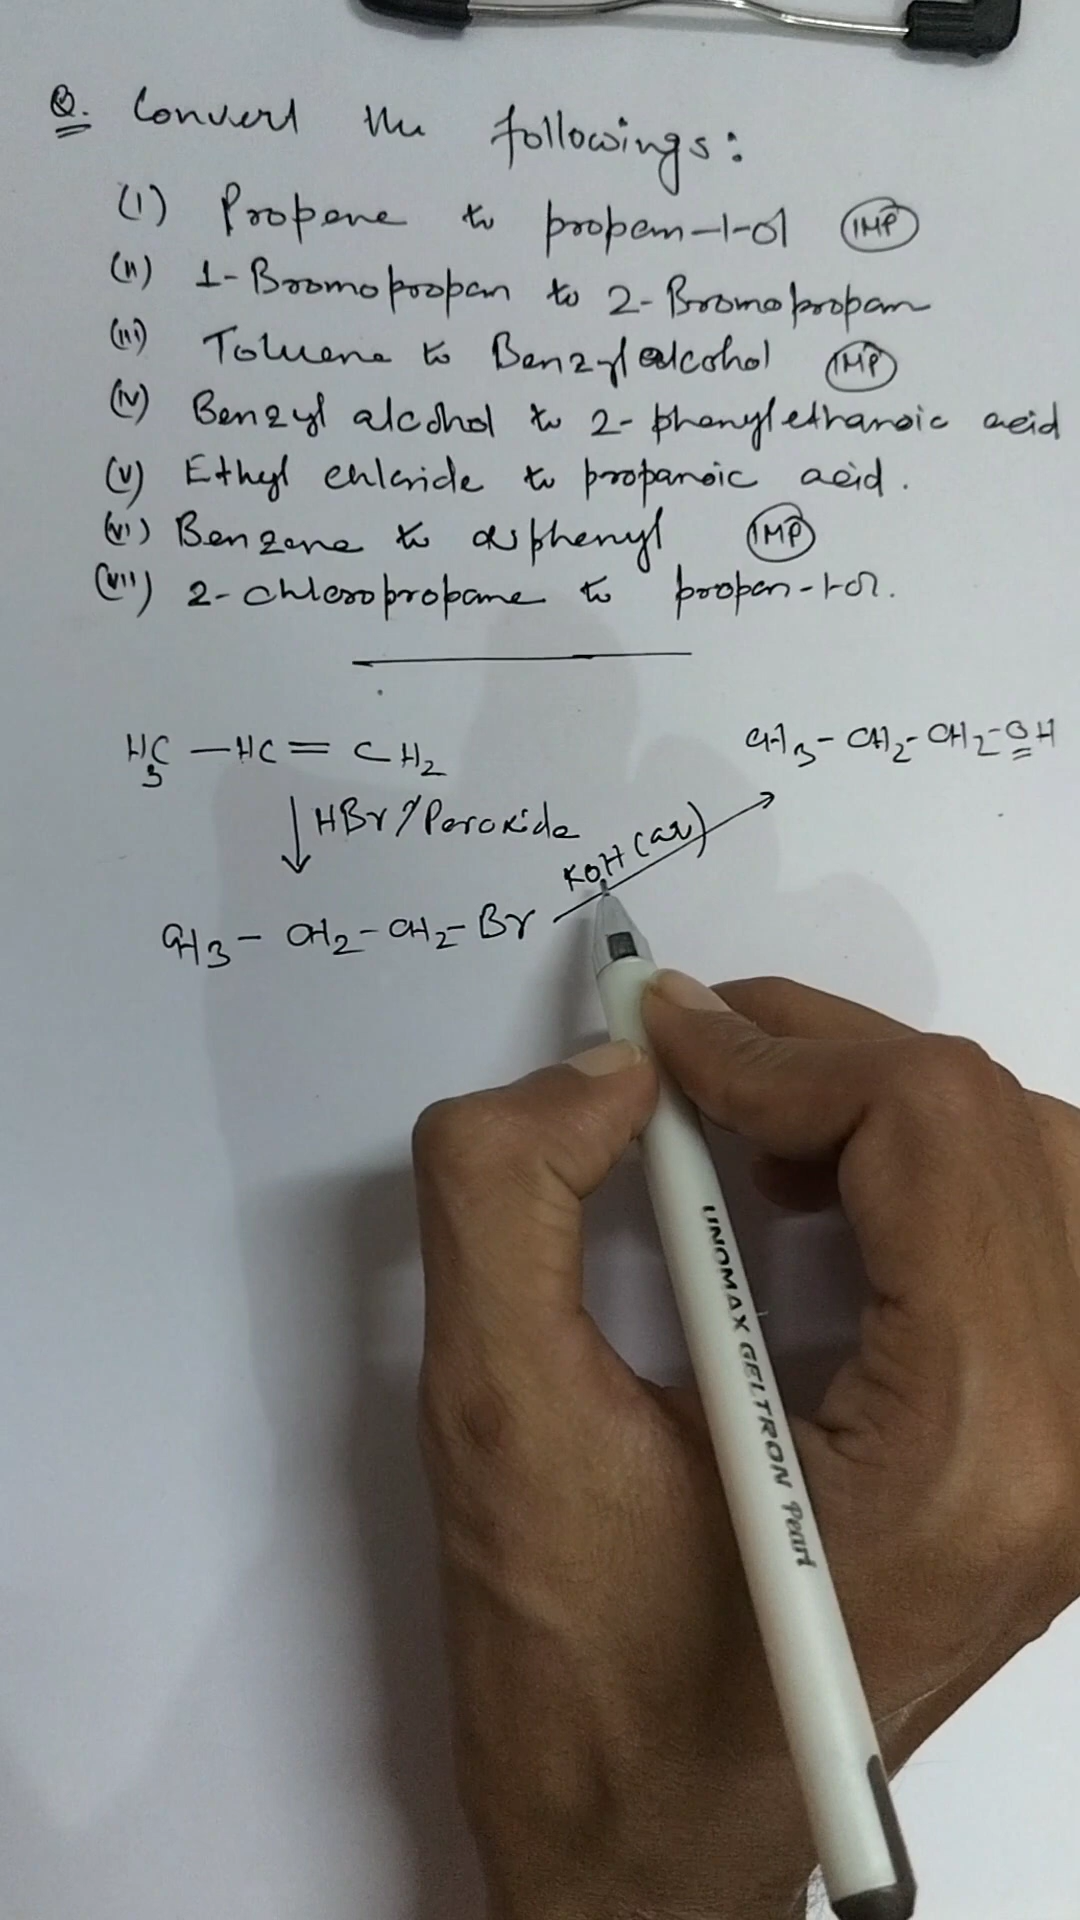 Q. Convert the followings:
(i) Propene to propan-1-ol IMP
(ii) 1-Bromopropan to 2-Bromopropan
(iii) Toluene to Benzyl alcohol IMP
(iv) Benzyl alcohol to 2-phenylethanoic acid
(v) Ethyl chloride to propanoic acid.
(vi) Benzene to diphenyl IMP
(vii) 2-chloropropane to propan-1-ol.
H3C—HC=CH2
CH3-CH2-CH2-OH
HBr/Peroxide
KOH(aq)
CH3-CH2-CH2-Br
UNOMAX GELTRON Pearl